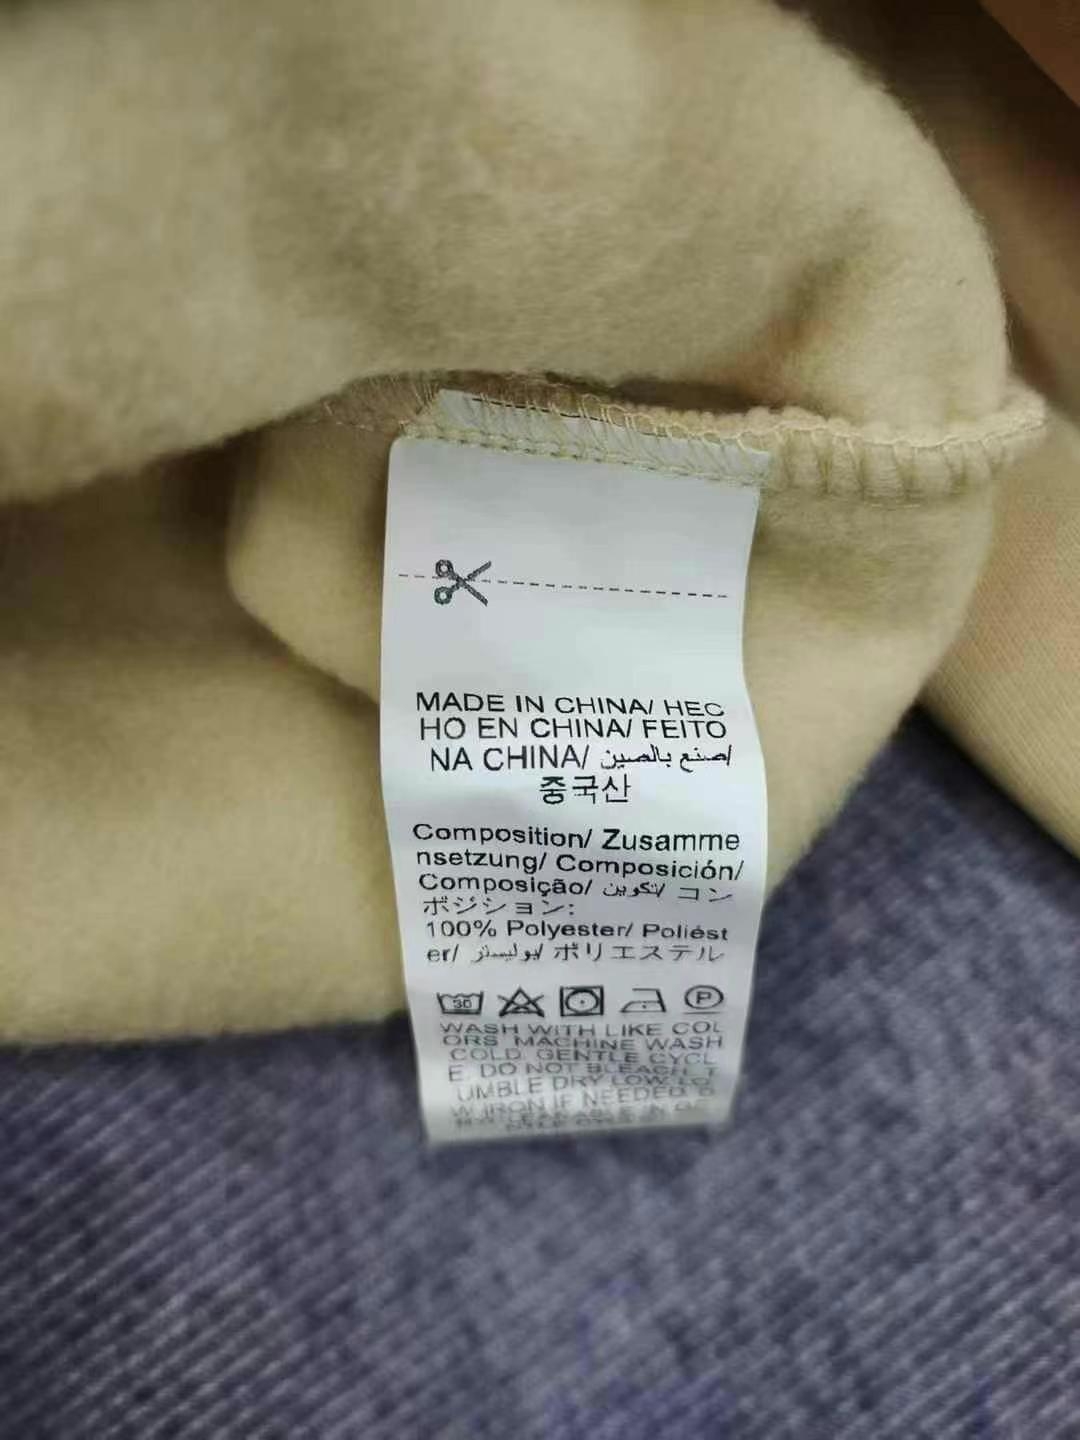 MADE IN CHINA/ HEC
HO EN CHINA/ FEITO
NA CHINA/ صنع بالصين/
중국산
Composition/ Zusamme
nsetzung/ Composición/
Composição/ تكوين/ コン
ポジション:
100% Polyester/ Poliést
er/ بوليستر/ ポリエステル
30 P
WASH WITH LIKE COL
ORS. MACHINE WASH
COLD. GENTLE CYCL
E. DO NOT BLEACH. T
UMBLE DRY LOW. LO
W IRON IF NEEDED. D